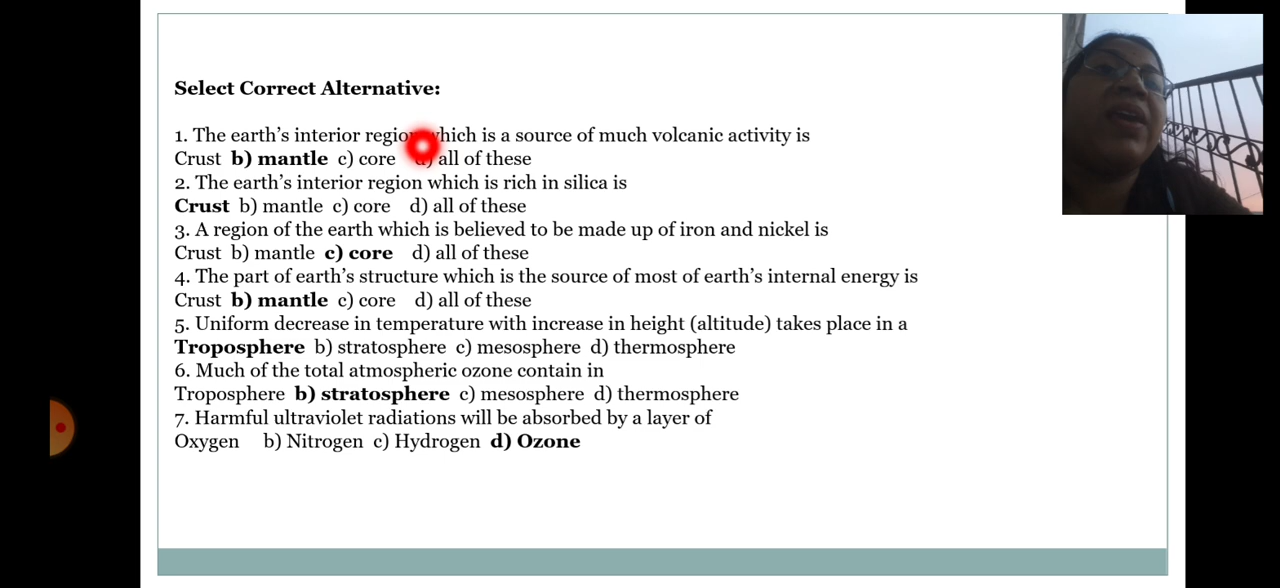 Select Correct Alternative:
1. The earth's interior region which is a source of much volcanic activity is
Crust b) mantle c) core d) all of these
2. The earth's interior region which is rich in silica is
Crust b) mantle c) core d) all of these
3. A region of the earth which is believed to be made up of iron and nickel is
Crust b) mantle c) core d) all of these
4. The part of earth's structure which is the source of most of earth's internal energy is
Crust b) mantle c) core d) all of these
5. Uniform decrease in temperature with increase in height (altitude) takes place in a
Troposphere b) stratosphere c) mesosphere d) thermosphere
6. Much of the total atmospheric ozone contain in
Troposphere b) stratosphere c) mesosphere d) thermosphere
7. Harmful ultraviolet radiations will be absorbed by a layer of
Oxygen b) Nitrogen c) Hydrogen d) Ozone